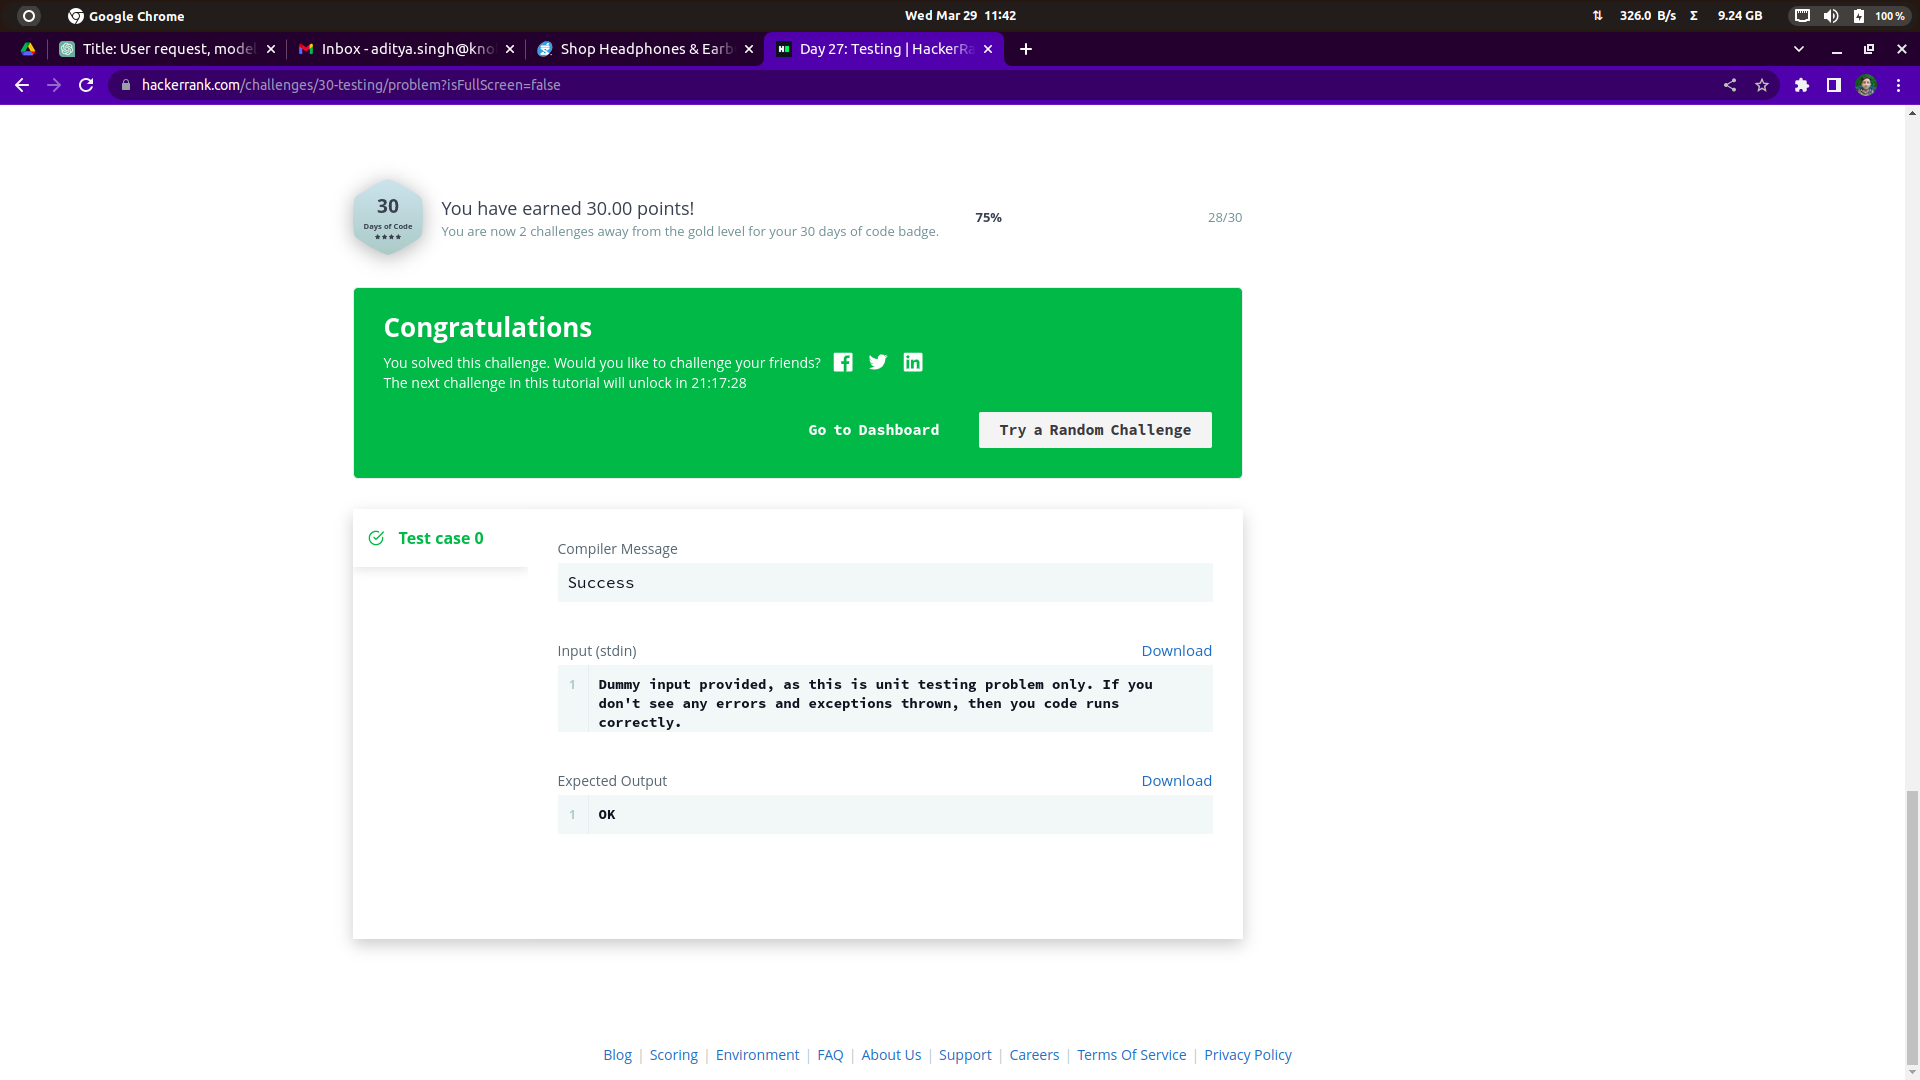 Google Chrome
Wed Mar 29 11:42
326.0 B/s Σ 9.24 GB
100 %
Title: User request, model
Inbox - aditya.singh@kno
Shop Headphones & Earb
Day 27: Testing | HackerRa
hackerrank.com/challenges/30-testing/problem?isFullScreen=false
30
Days of Code
You have earned 30.00 points!
You are now 2 challenges away from the gold level for your 30 days of code badge.
75%
28/30
Congratulations
You solved this challenge. Would you like to challenge your friends?
The next challenge in this tutorial will unlock in 21:17:28
Go to Dashboard
Try a Random Challenge
Test case 0
Compiler Message
Success
Input (stdin)
Download
1 Dummy input provided, as this is unit testing problem only. If you
don't see any errors and exceptions thrown, then you code runs
correctly.
Expected Output
Download
1 OK
Blog | Scoring | Environment | FAQ | About Us | Support | Careers | Terms Of Service | Privacy Policy